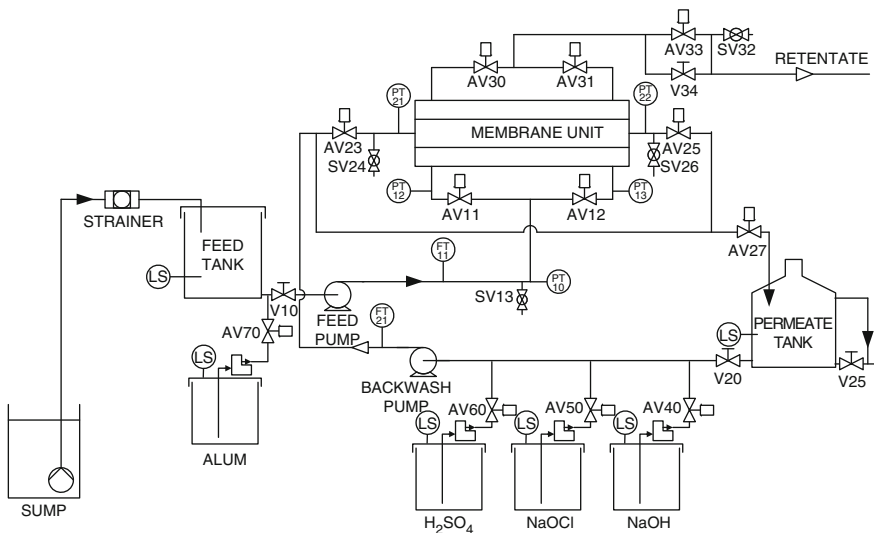 AV33
SV32
RETENTATE
AV30
AV31
V34
PT
21
PT
22
MEMBRANE UNIT
AV23
SV24
AV25
SV26
PT
12
PT
13
AV11
AV12
STRAINER
FEED
TANK
LS
AV27
FT
11
PT
10
SV13
V10
FEED
PUMP
FT
21
AV70
LS
PERMEATE
TANK
LS
V20
V25
BACKWASH
PUMP
AV60
AV50
AV40
LS
LS
LS
ALUM
SUMP
H2SO4
NaOCl
NaOH